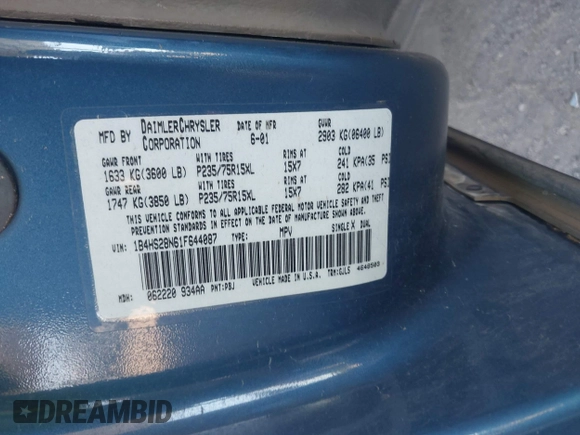 MFD BY DAIMLERCHRYSLER CORPORATION DATE OF MFR 6-01 GVWR 2903 KG(06400 LB)
GAWR FRONT WITH TIRES RIMS AT COLD
1633 KG(3600 LB) P235/75R15XL 15X7 241 KPA(35 PSI
GAWR REAR WITH TIRES RIMS AT COLD
1747 KG(3850 LB) P235/75R15XL 15X7 282 KPA(41 PSI
THIS VEHICLE CONFORMS TO ALL APPLICABLE FEDERAL MOTOR VEHICLE SAFETY AND THEFT
PREVENTION STANDARDS IN EFFECT ON THE DATE OF MANUFACTURE SHOWN ABOVE.
VIN: 1B4HS28N61F644087 TYPE: MPV SINGLE X DUAL
MDH: 062220 934AA PNT:PBJ VEHICLE MADE IN U.S.A. TRM:GJL5 4648505
DREAMBID